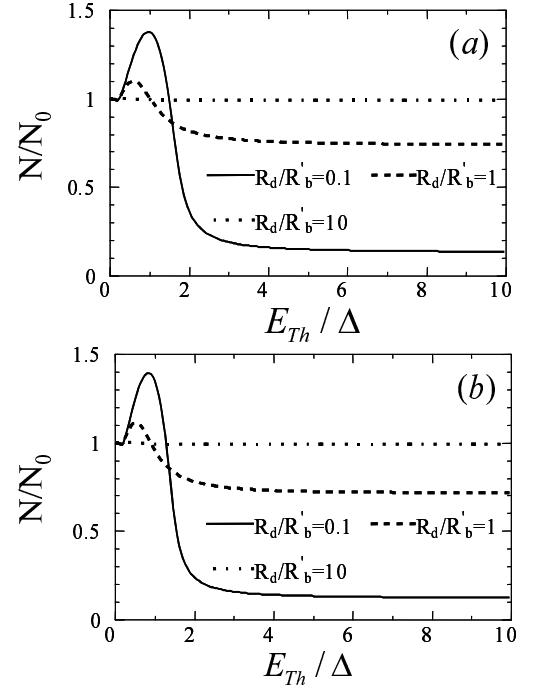 1.5
(a)
1
N/N0
0.5
Rd/R'b=0.1 Rd/R'b=1
Rd/R'b=10
0
0 2 4 6 8 10
ETh / Δ
1.5
(b)
1
N/N0
0.5
Rd/R'b=0.1 Rd/R'b=1
Rd/R'b=10
0
0 2 4 6 8 10
ETh / Δ